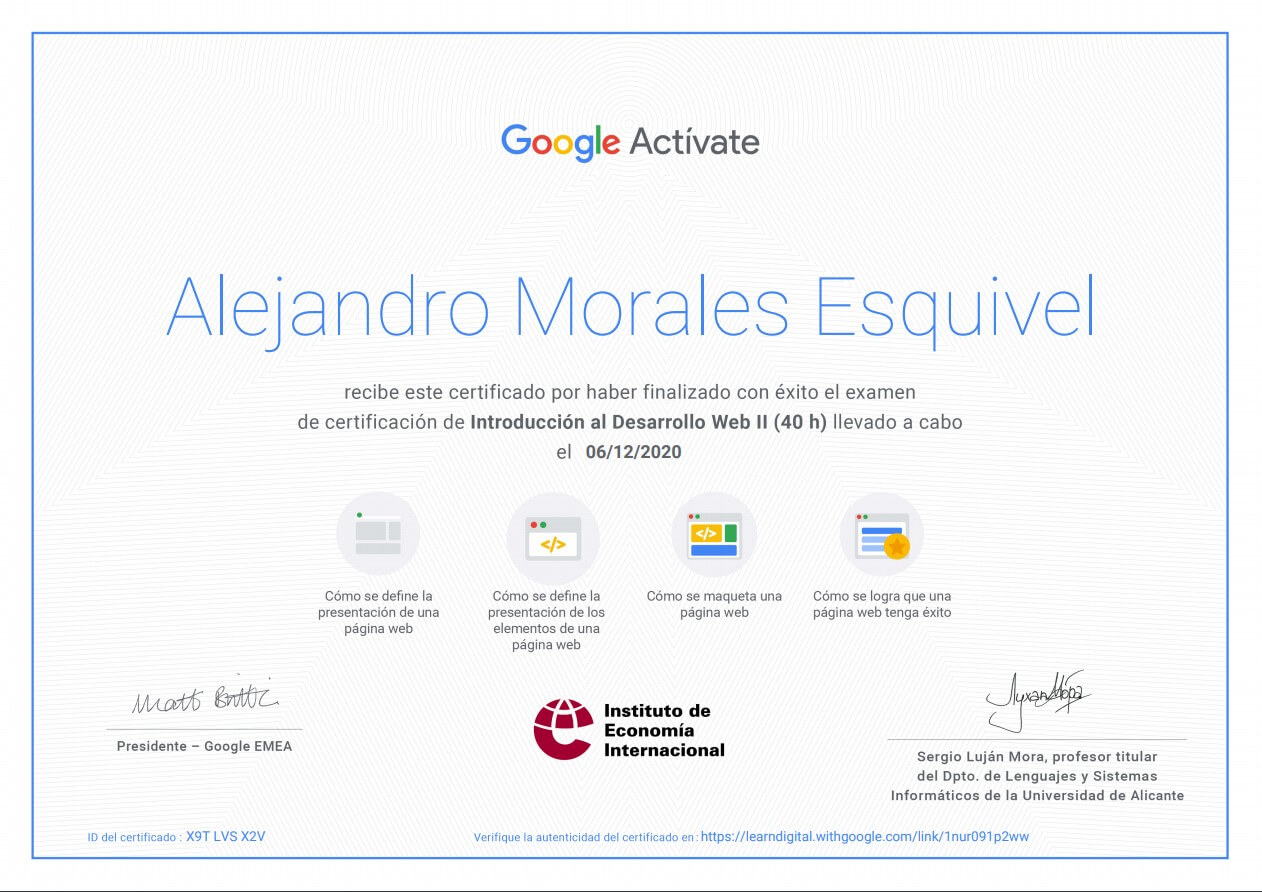 Google Actívate
Alejandro Morales Esquivel
recibe este certificado por haber finalizado con éxito el examen
de certificación de Introducción al Desarrollo Web II (40 h) llevado a cabo
el 06/12/2020
</>
</>
Cómo se define la
presentación de una
página web
Cómo se define la
presentación de los
elementos de una
página web
Cómo se maqueta una
página web
Cómo se logra que una
página web tenga éxito
Presidente – Google EMEA
Instituto de
Economía
Internacional
Sergio Luján Mora, profesor titular
del Dpto. de Lenguajes y Sistemas
Informáticos de la Universidad de Alicante
ID del certificado : X9T LVS X2V
Verifique la autenticidad del certificado en : https://learndigital.withgoogle.com/link/1nur091p2ww